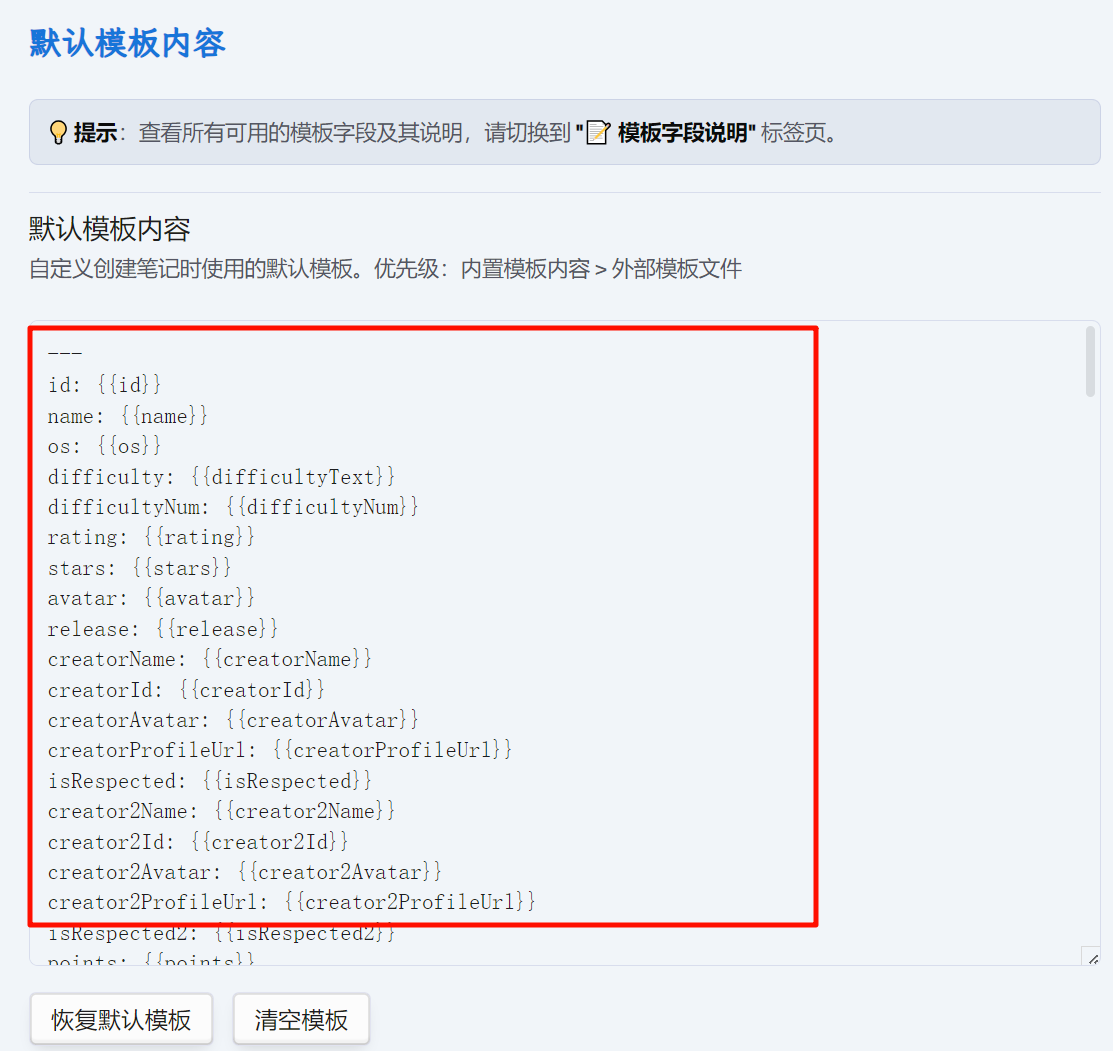 默认模板内容
💡提示：查看所有可用的模板字段及其说明，请切换到"📝 模板字段说明"标签页。
默认模板内容
自定义创建笔记时使用的默认模板。优先级：内置模板内容 > 外部模板文件
---
id: {{id}}
name: {{name}}
os: {{os}}
difficulty: {{difficultyText}}
difficultyNum: {{difficultyNum}}
rating: {{rating}}
stars: {{stars}}
avatar: {{avatar}}
release: {{release}}
creatorName: {{creatorName}}
creatorId: {{creatorId}}
creatorAvatar: {{creatorAvatar}}
creatorProfileUrl: {{creatorProfileUrl}}
isRespected: {{isRespected}}
creator2Name: {{creator2Name}}
creator2Id: {{creator2Id}}
creator2Avatar: {{creator2Avatar}}
creator2ProfileUrl: {{creator2ProfileUrl}}
isRespected2: {{isRespected2}}
points: {{points}}
恢复默认模板 清空模板